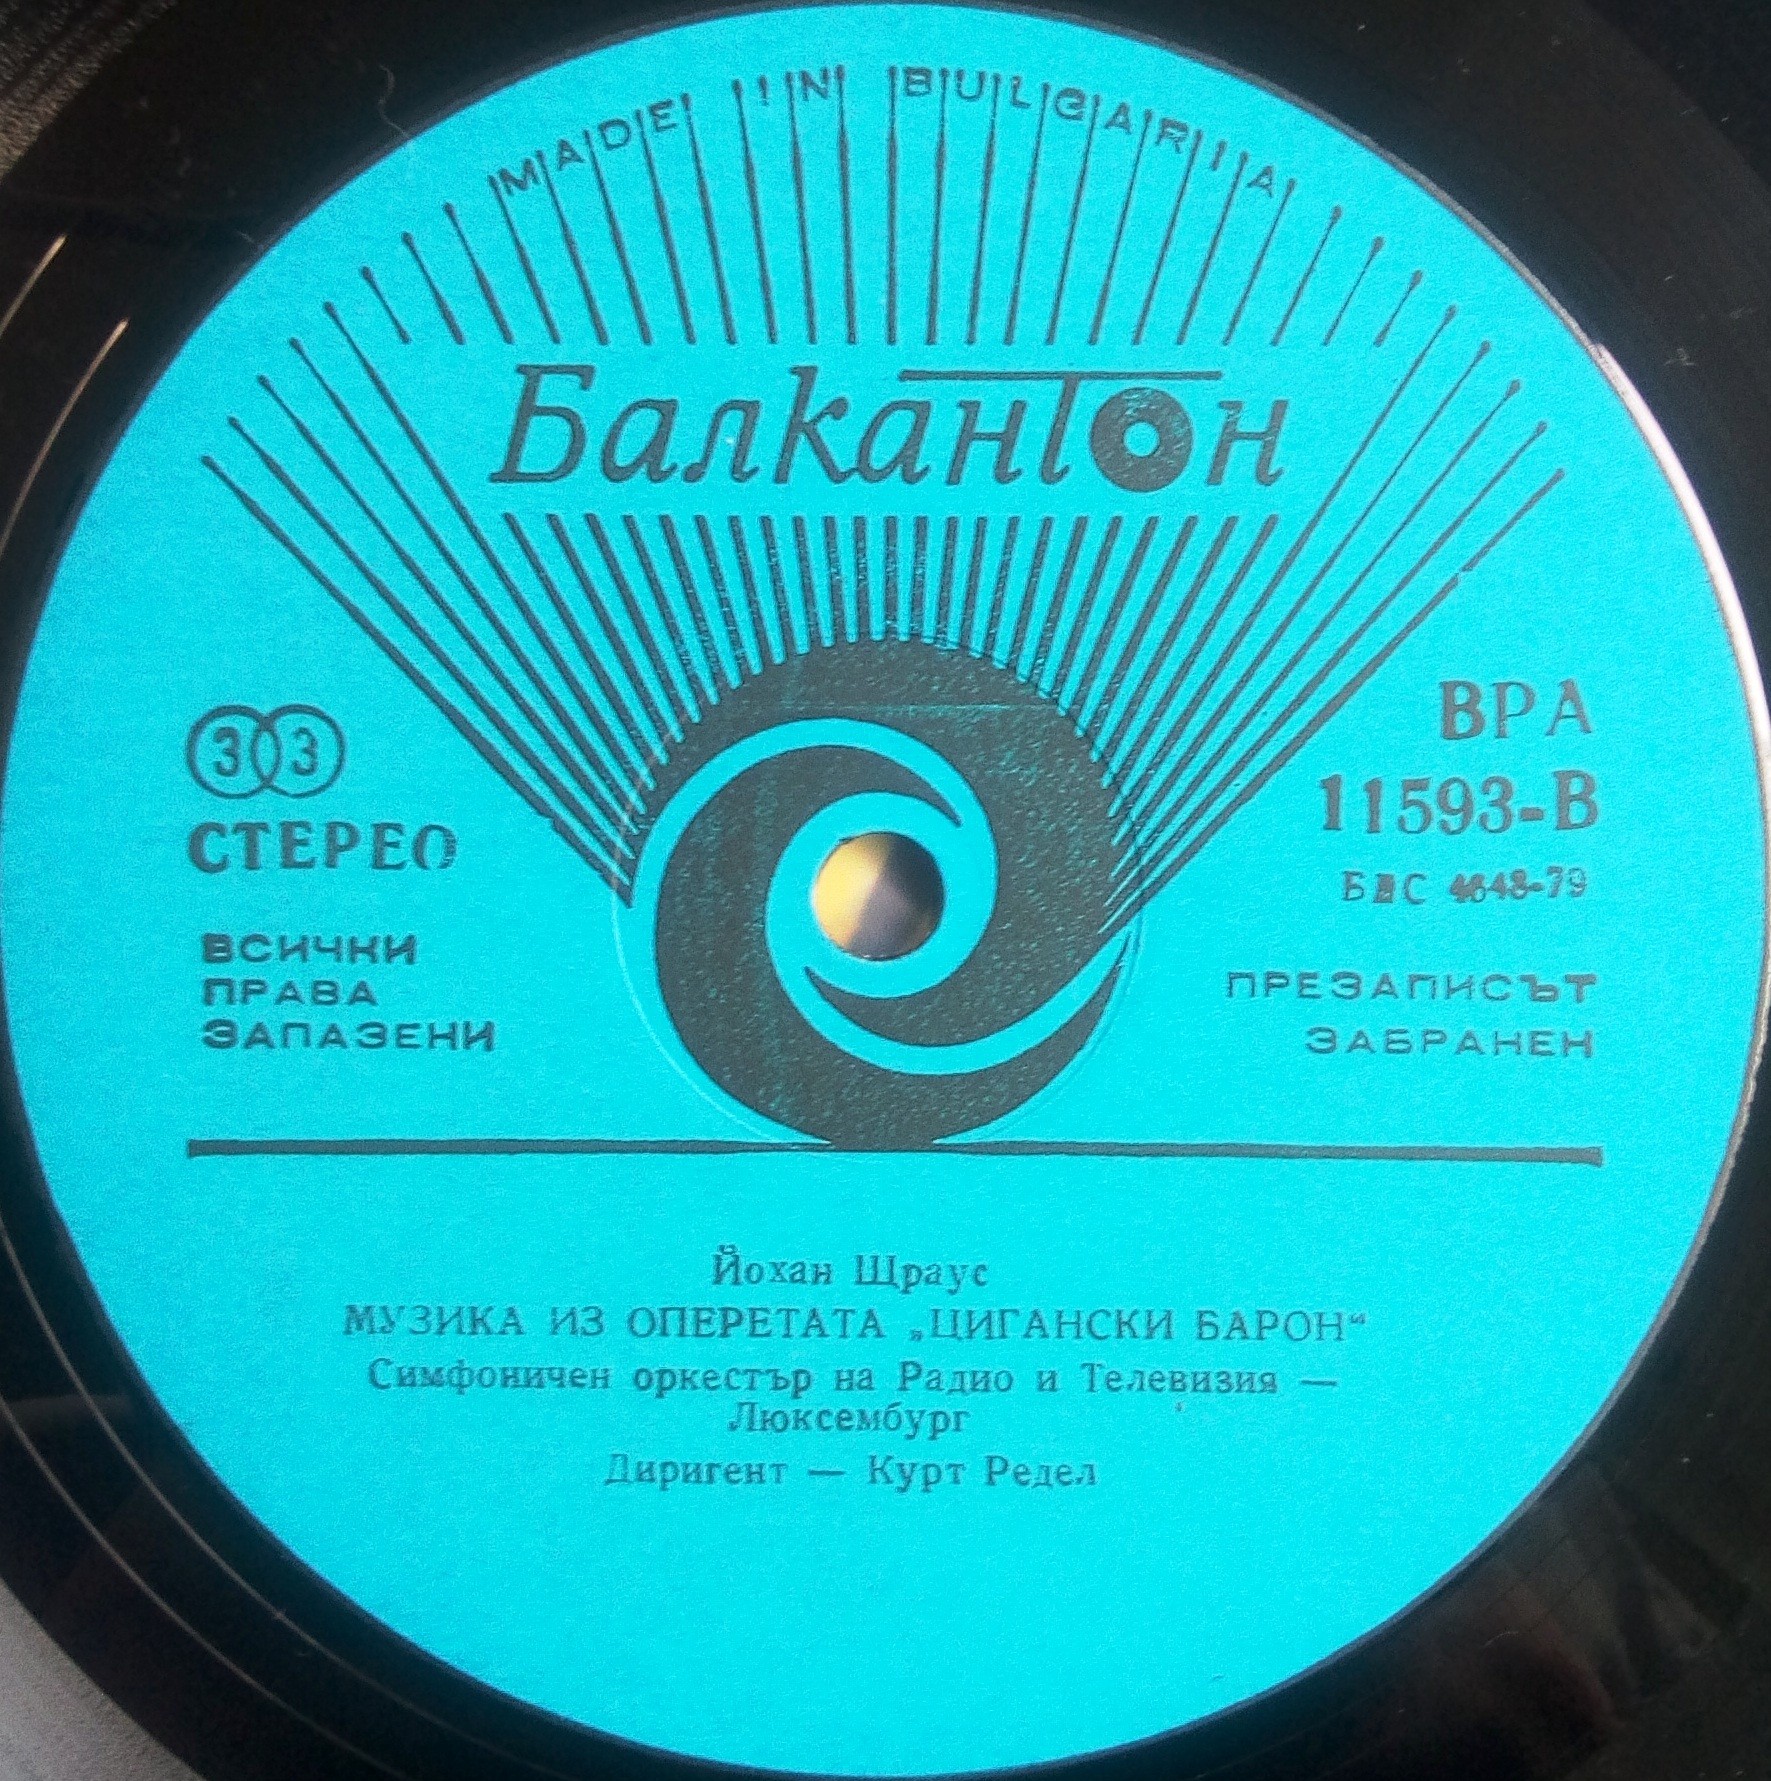 MADE IN BULGARIA
Балкантон
33
СТЕРЕО
ВСИЧКИ
ПРАВА
ЗАПАЗЕНИ
ВРА
11593-В
БДС 4648-79
ПРЕЗАПИСЪТ
ЗАБРАНЕН
Йохан Щраус
МУЗИКА ИЗ ОПЕРЕТАТА „ЦИГАНСКИ БАРОН“
Симфоничен оркестър на Радио и Телевизия —
Люксембург
Диригент — Курт Редел